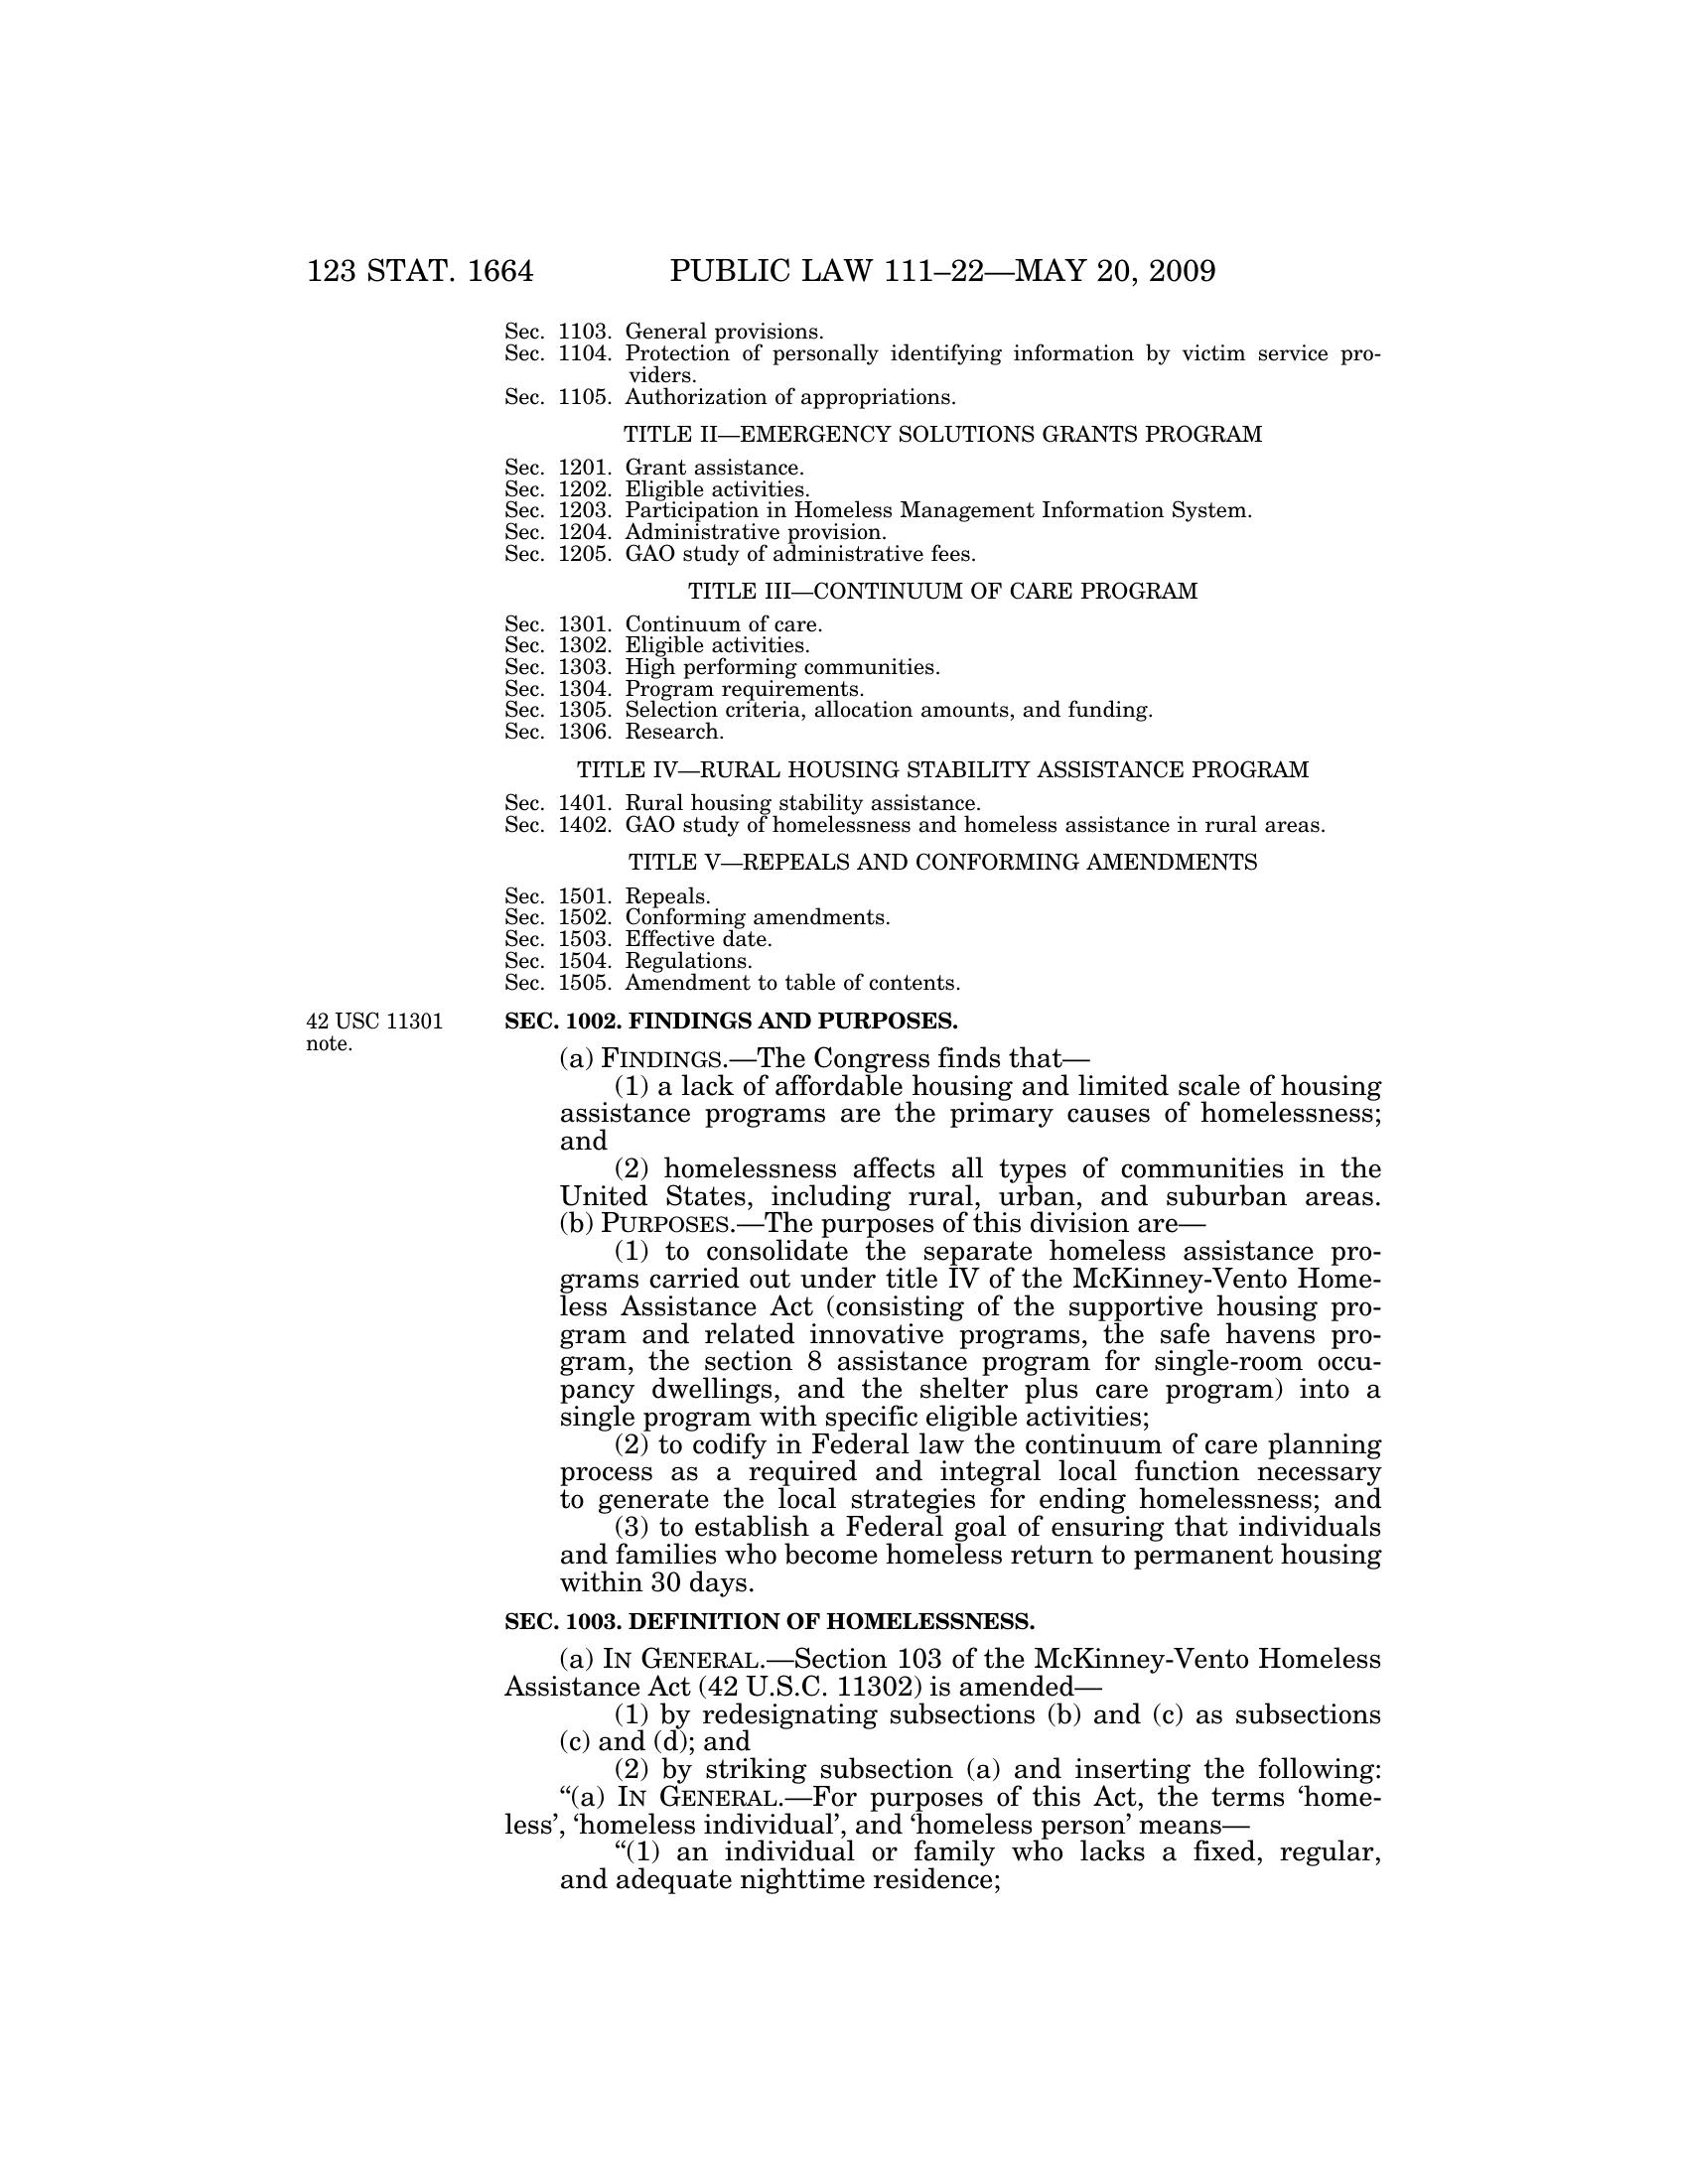 123 STAT. 1664 PUBLIC LAW 111–22—MAY 20, 2009
Sec. 1103. General provisions.
Sec. 1104. Protection of personally identifying information by victim service pro-
viders.
Sec. 1105. Authorization of appropriations.
TITLE II—EMERGENCY SOLUTIONS GRANTS PROGRAM
Sec. 1201. Grant assistance.
Sec. 1202. Eligible activities.
Sec. 1203. Participation in Homeless Management Information System.
Sec. 1204. Administrative provision.
Sec. 1205. GAO study of administrative fees.
TITLE III—CONTINUUM OF CARE PROGRAM
Sec. 1301. Continuum of care.
Sec. 1302. Eligible activities.
Sec. 1303. High performing communities.
Sec. 1304. Program requirements.
Sec. 1305. Selection criteria, allocation amounts, and funding.
Sec. 1306. Research.
TITLE IV—RURAL HOUSING STABILITY ASSISTANCE PROGRAM
Sec. 1401. Rural housing stability assistance.
Sec. 1402. GAO study of homelessness and homeless assistance in rural areas.
TITLE V—REPEALS AND CONFORMING AMENDMENTS
Sec. 1501. Repeals.
Sec. 1502. Conforming amendments.
Sec. 1503. Effective date.
Sec. 1504. Regulations.
Sec. 1505. Amendment to table of contents.
42 USC 11301
note.
SEC. 1002. FINDINGS AND PURPOSES.
(a) FINDINGS.—The Congress finds that—
(1) a lack of affordable housing and limited scale of housing
assistance programs are the primary causes of homelessness;
and
(2) homelessness affects all types of communities in the
United States, including rural, urban, and suburban areas.
(b) PURPOSES.—The purposes of this division are—
(1) to consolidate the separate homeless assistance pro-
grams carried out under title IV of the McKinney-Vento Home-
less Assistance Act (consisting of the supportive housing pro-
gram and related innovative programs, the safe havens pro-
gram, the section 8 assistance program for single-room occu-
pancy dwellings, and the shelter plus care program) into a
single program with specific eligible activities;
(2) to codify in Federal law the continuum of care planning
process as a required and integral local function necessary
to generate the local strategies for ending homelessness; and
(3) to establish a Federal goal of ensuring that individuals
and families who become homeless return to permanent housing
within 30 days.
SEC. 1003. DEFINITION OF HOMELESSNESS.
(a) IN GENERAL.—Section 103 of the McKinney-Vento Homeless
Assistance Act (42 U.S.C. 11302) is amended—
(1) by redesignating subsections (b) and (c) as subsections
(c) and (d); and
(2) by striking subsection (a) and inserting the following:
“(a) IN GENERAL.—For purposes of this Act, the terms ‘home-
less’, ‘homeless individual’, and ‘homeless person’ means—
“(1) an individual or family who lacks a fixed, regular,
and adequate nighttime residence;